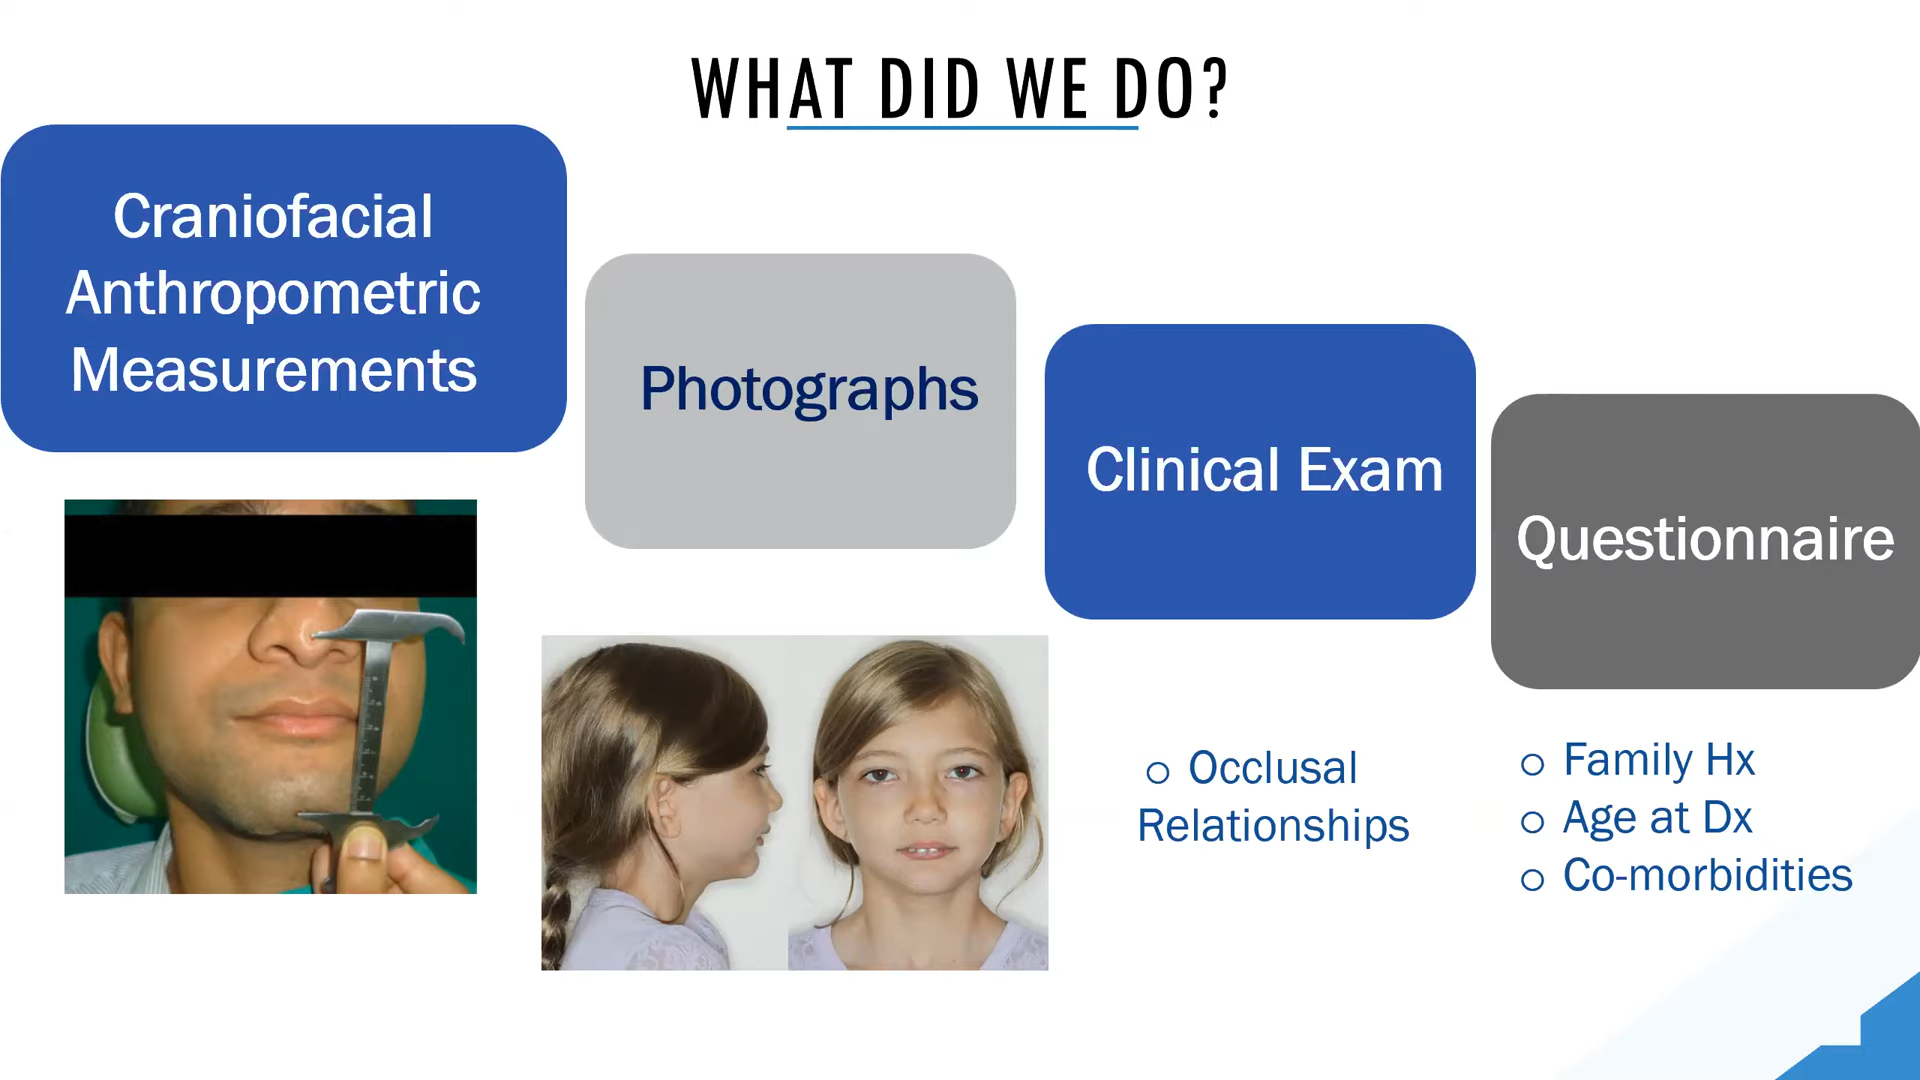 WHAT DID WE DO?
Craniofacial
Anthropometric
Measurements
Photographs
Clinical Exam
Questionnaire
○ Occlusal
Relationships
○ Family Hx
○ Age at Dx
○ Co-morbidities